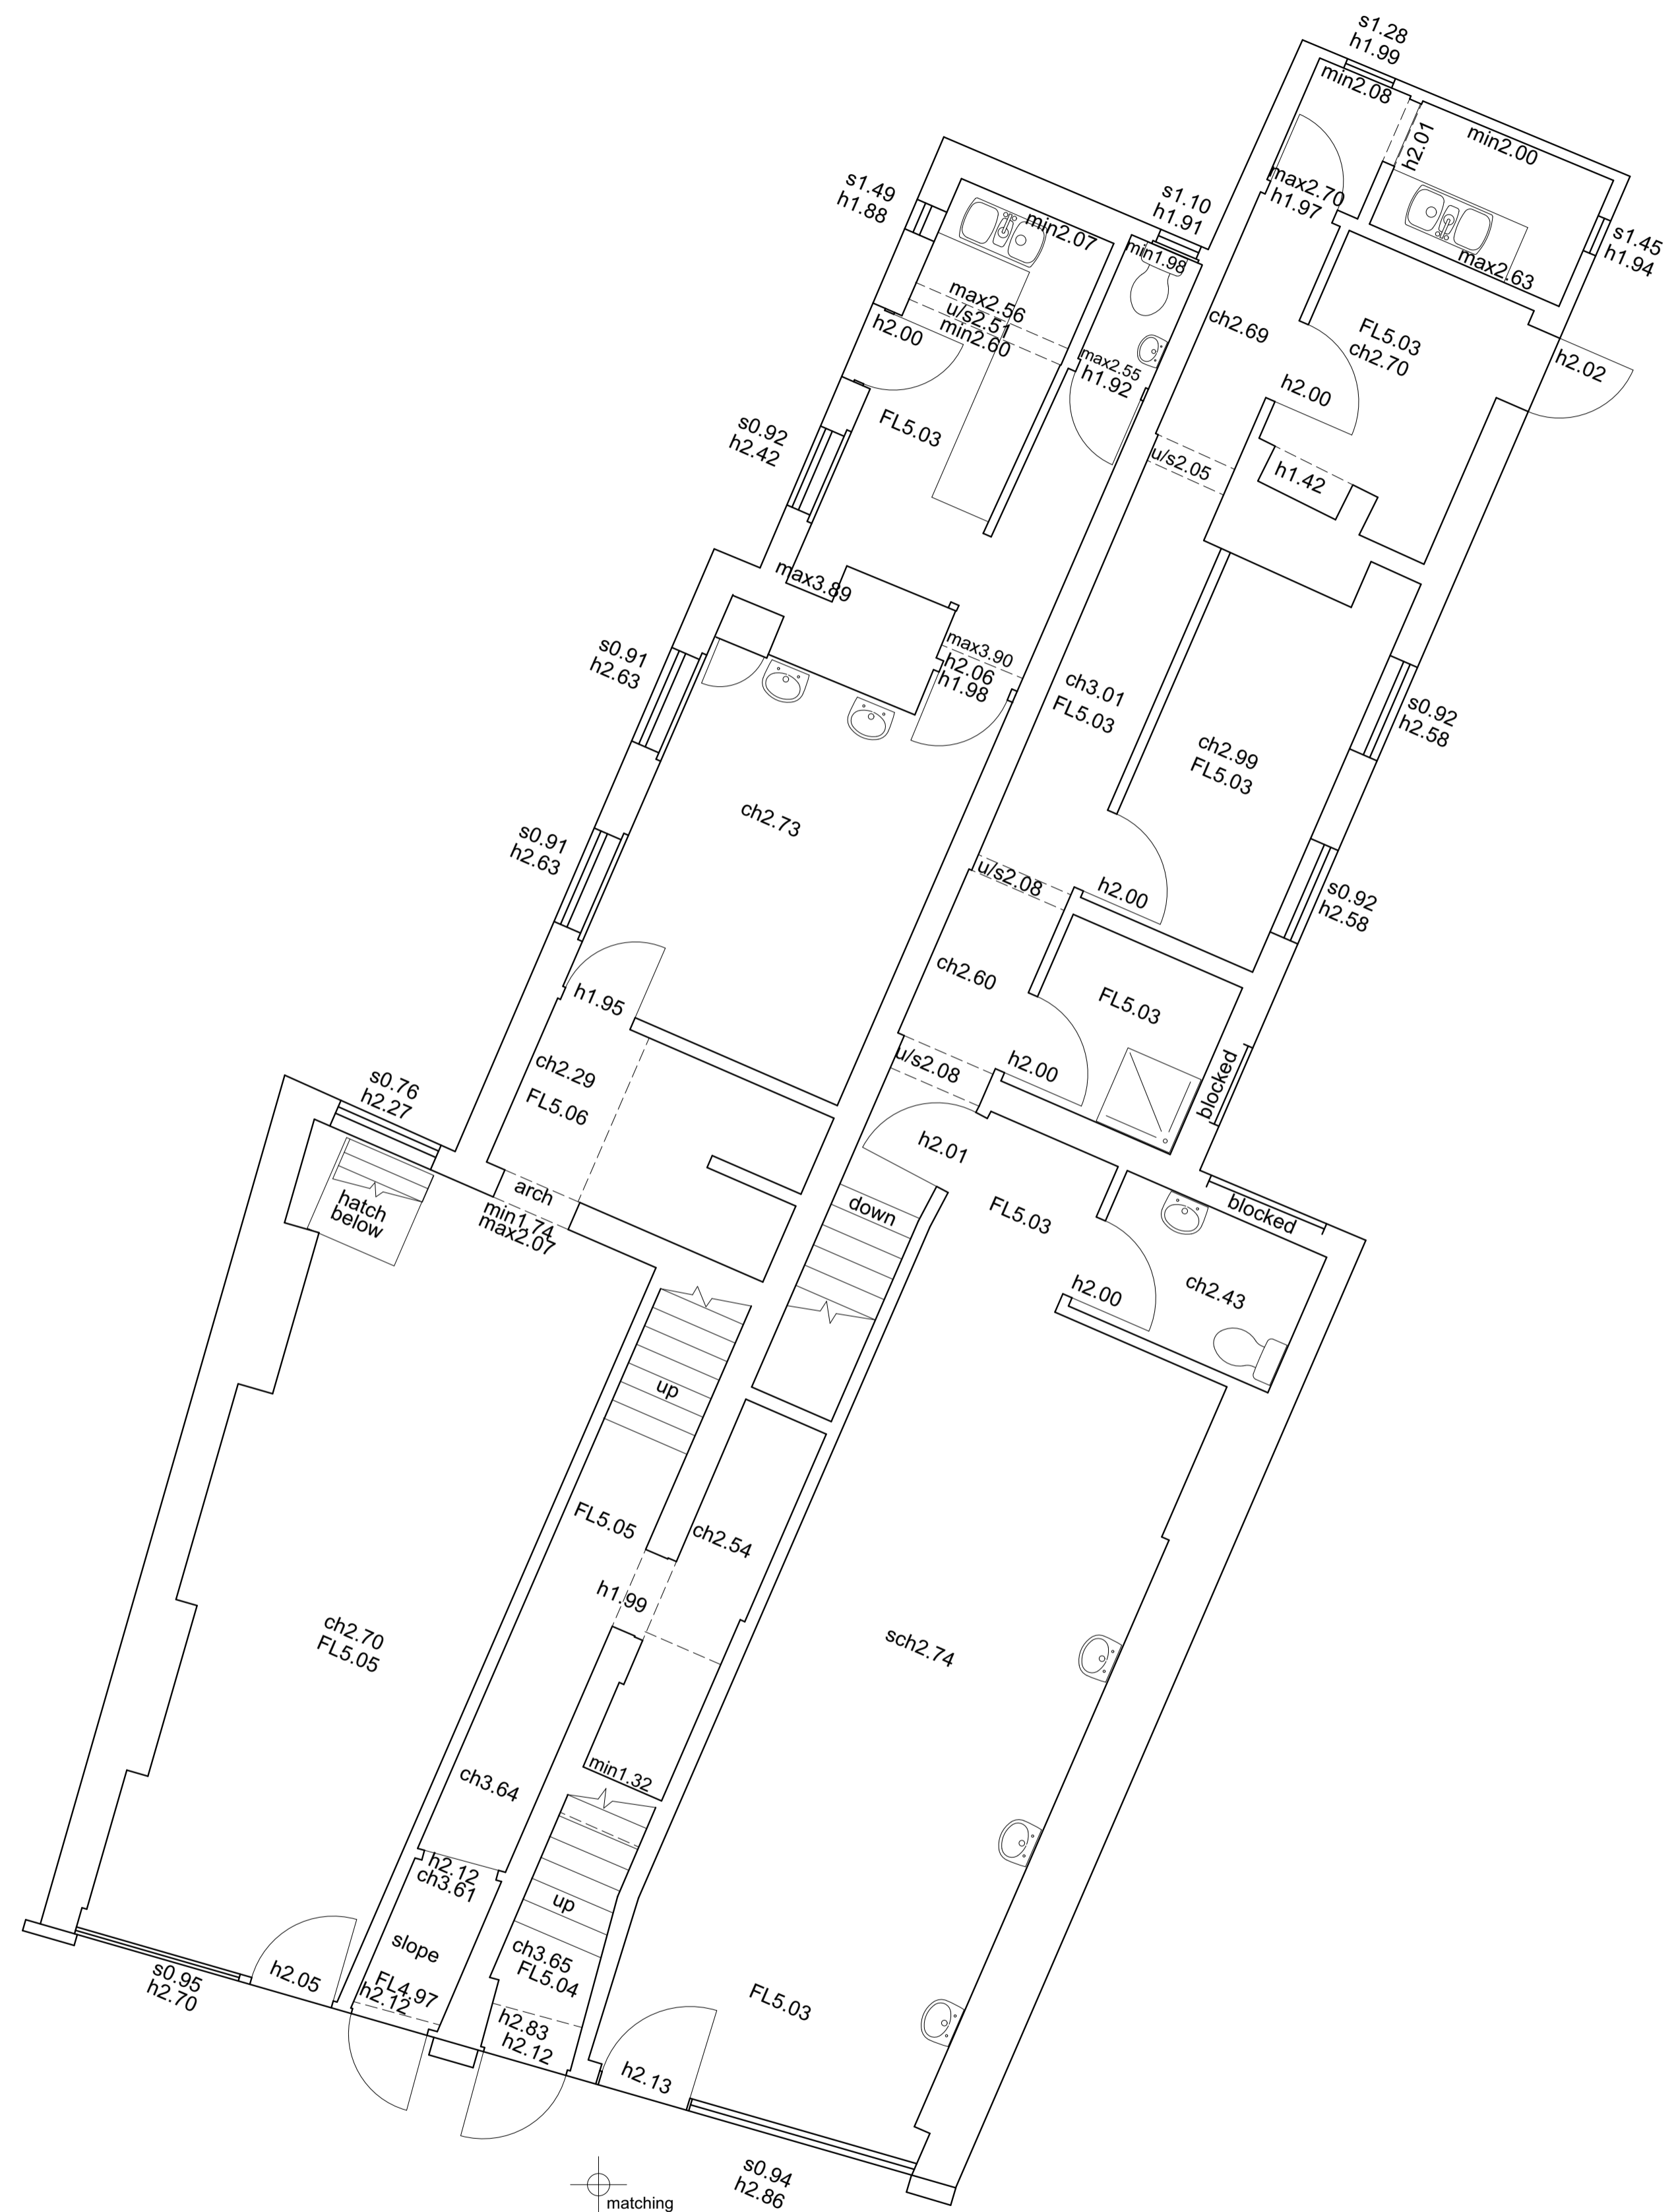 s1.28
h1.99
min2.08
h2.01
min2.00
max2.70
h1.97
s1.45
h1.94
max2.63
s1.49
h1.88
min2.07
s1.10
h1.91
min1.98
max2.56
u/s2.51
min2.60
h2.00
max2.55
h1.92
ch2.69
FL5.03
ch2.70
h2.02
h2.00
FL5.03
s0.92
h2.42
u/s2.05
h1.42
max3.89
s0.91
h2.63
max3.90
h2.06
h1.98
ch3.01
FL5.03
ch2.99
FL5.03
s0.92
h2.58
ch2.73
s0.91
h2.63
u/s2.08
h2.00
s0.92
h2.58
ch2.60
FL5.03
h1.95
ch2.29
FL5.06
u/s2.08
h2.00
blocked
s0.76
h2.27
h2.01
hatch
below
arch
min1.74
max2.07
down
FL5.03
blocked
h2.00
ch2.43
up
FL5.05
ch2.54
h1.99
ch2.70
FL5.05
sch2.74
ch3.64
min1.32
h2.12
ch3.61
up
slope
ch3.65
FL5.04
FL4.97
h2.12
s0.95
h2.70
h2.05
h2.83
h2.12
FL5.03
h2.13
s0.94
h2.86
matching